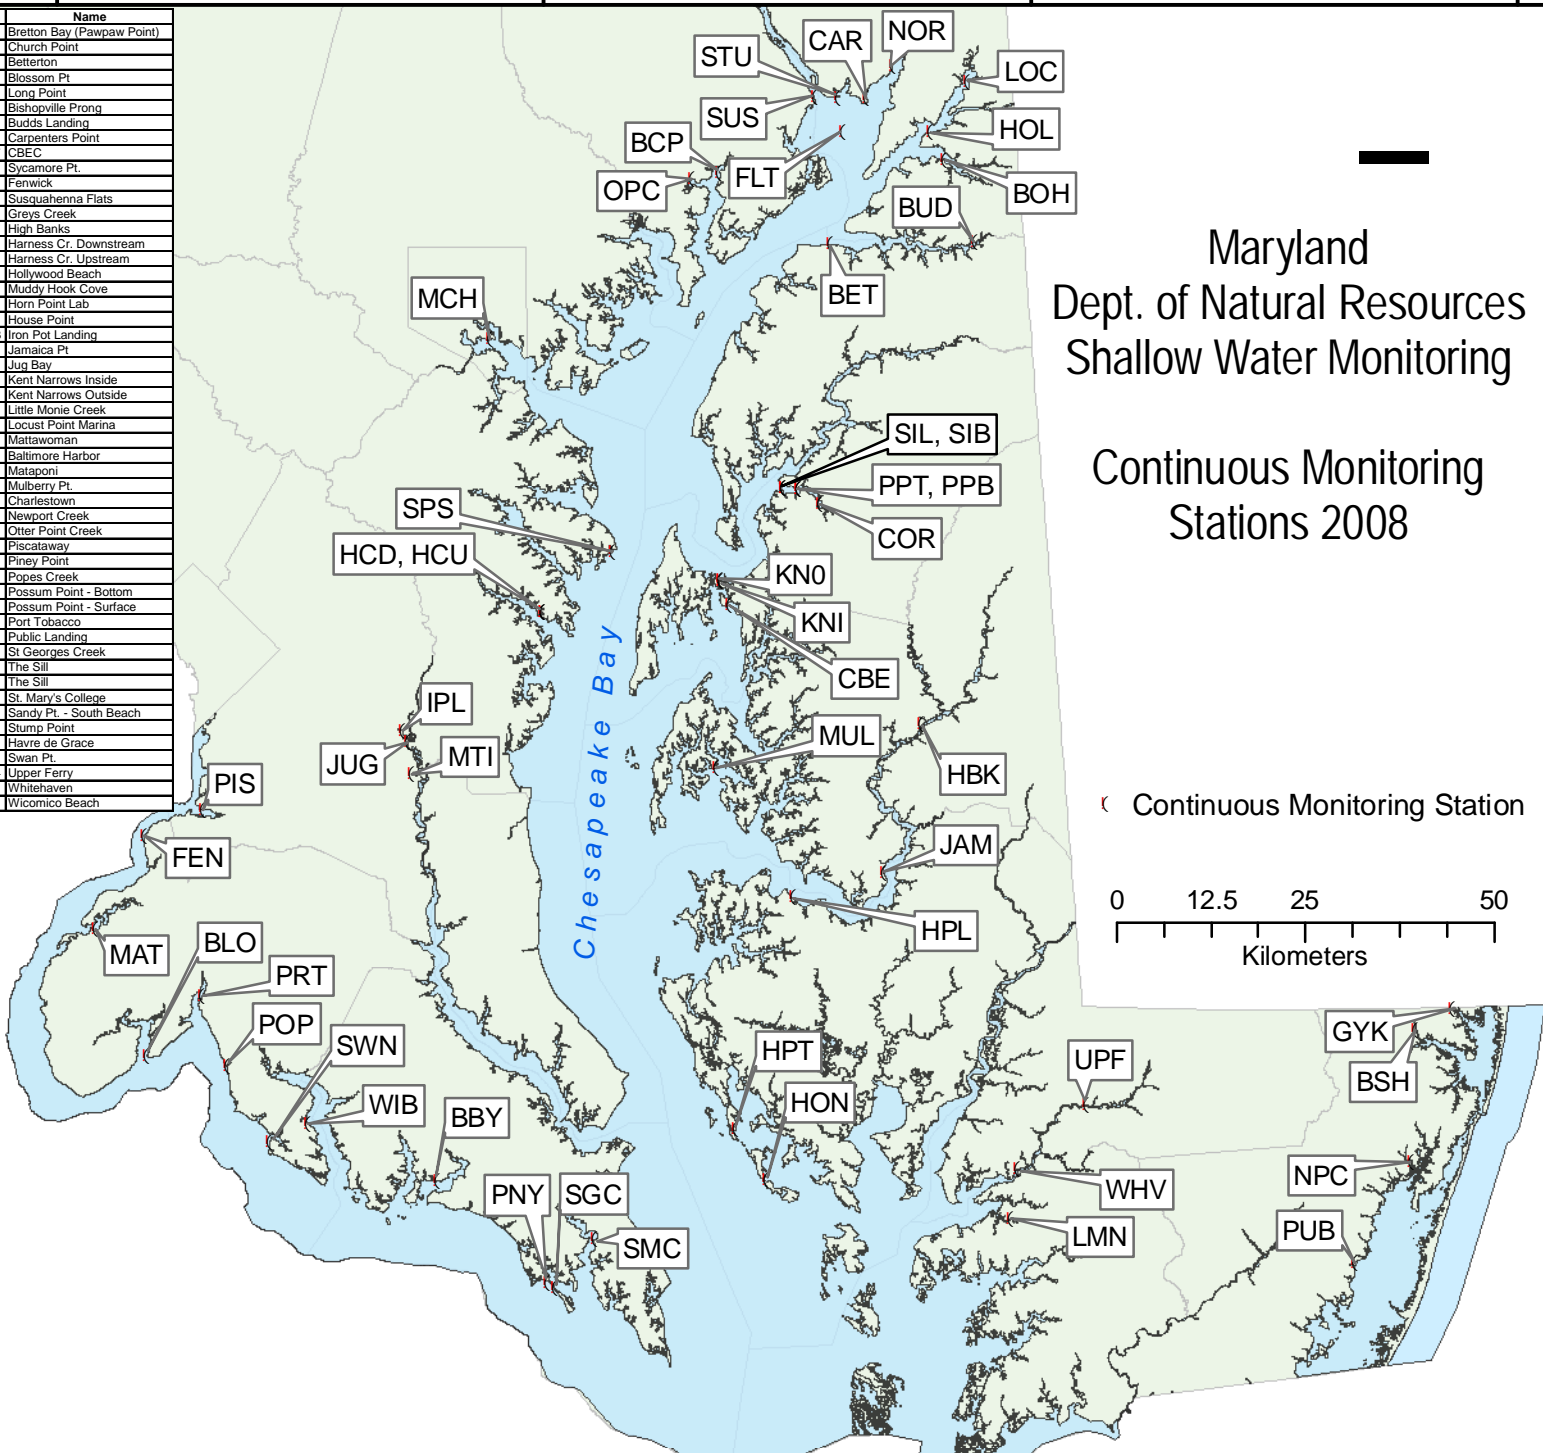 Name
Bretton Bay (Pawpaw Point)
Church Point
Betterton
Blossom Pt
Long Point
Bishopville Prong
Budds Landing
Carpenters Point
CBEC
Sycamore Pt.
Fenwick
Susquahenna Flats
Greys Creek
High Banks
Harness Cr. Downstream
Harness Cr. Upstream
Hollywood Beach
Muddy Hook Cove
Horn Point Lab
House Point
Iron Pot Landing
Jamaica Pt
Jug Bay
Kent Narrows Inside
Kent Narrows Outside
Little Monie Creek
Locust Point Marina
Mattawoman
Baltimore Harbor
Mataponi
Mulberry Pt.
Charlestown
Newport Creek
Otter Point Creek
Piscataway
Piney Point
Popes Creek
Possum Point - Bottom
Possum Point - Surface
Port Tobacco
Public Landing
St Georges Creek
The Sill
The Sill
St. Mary's College
Sandy Pt. - South Beach
Stump Point
Havre de Grace
Swan Pt.
Upper Ferry
Whitehaven
Wicomico Beach
Maryland
Dept. of Natural Resources
Shallow Water Monitoring
Continuous Monitoring
Stations 2008
Continuous Monitoring Station
0 12.5 25 50
Kilometers
Chesapeake Bay
STU
CAR
NOR
LOC
SUS
HOL
BCP
FLT
OPC
BOH
BUD
BET
MCH
SIL, SIB
PPT, PPB
SPS
COR
HCD, HCU
KN0
KNI
CBE
IPL
MUL
JUG
MTI
HBK
PIS
FEN
JAM
HPL
MAT
BLO
PRT
POP
SWN
HPT
UPF
GYK
BSH
WIB
BBY
HON
NPC
PNY
SGC
WHV
SMC
LMN
PUB